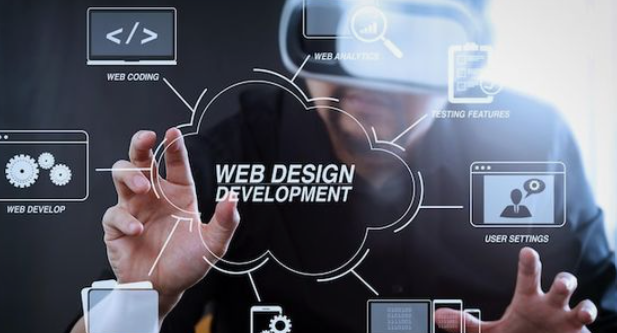 </>
WEB CODING
WEB ANALYTICS
TESTING FEATURES
WEB DESIGN
DEVELOPMENT
WEB DEVELOP
USER SETTINGS